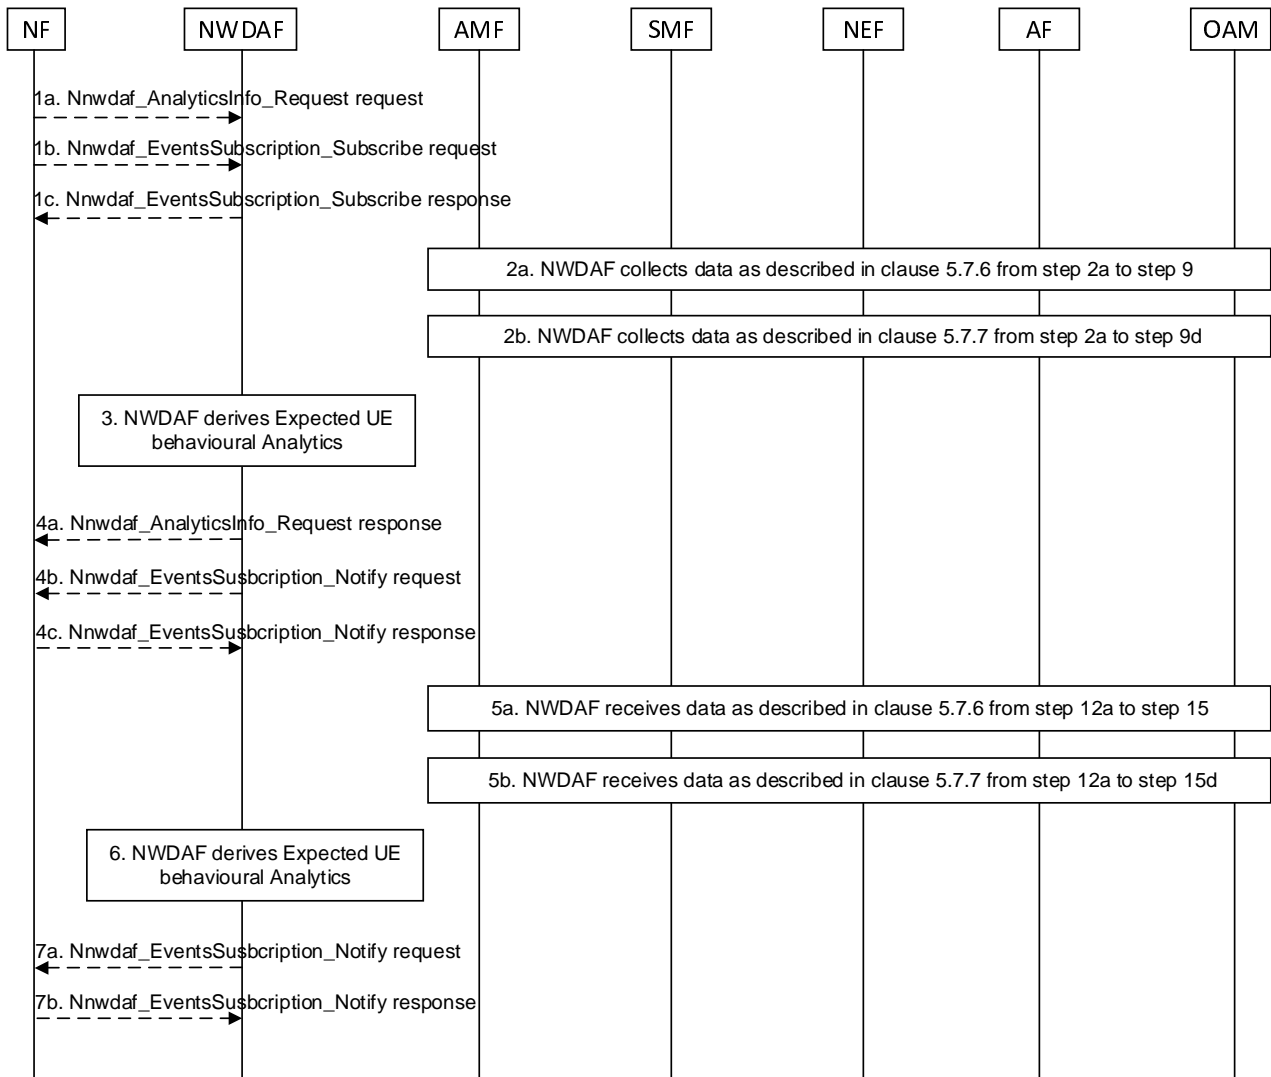 NF NWDAF AMF SMF NEF AF OAM
1a. Nnwdaf_AnalyticsInfo_Request request
1b. Nnwdaf_EventsSubscription_Subscribe request
1c. Nnwdaf_EventsSubscription_Subscribe response
2a. NWDAF collects data as described in clause 5.7.6 from step 2a to step 9
2b. NWDAF collects data as described in clause 5.7.7 from step 2a to step 9d
3. NWDAF derives Expected UE
behavioural Analytics
4a. Nnwdaf_AnalyticsInfo_Request response
4b. Nnwdaf_EventsSusbcription_Notify request
4c. Nnwdaf_EventsSusbcription_Notify response
5a. NWDAF receives data as described in clause 5.7.6 from step 12a to step 15
5b. NWDAF receives data as described in clause 5.7.7 from step 12a to step 15d
6. NWDAF derives Expected UE
behavioural Analytics
7a. Nnwdaf_EventsSusbcription_Notify request
7b. Nnwdaf_EventsSusbcription_Notify response